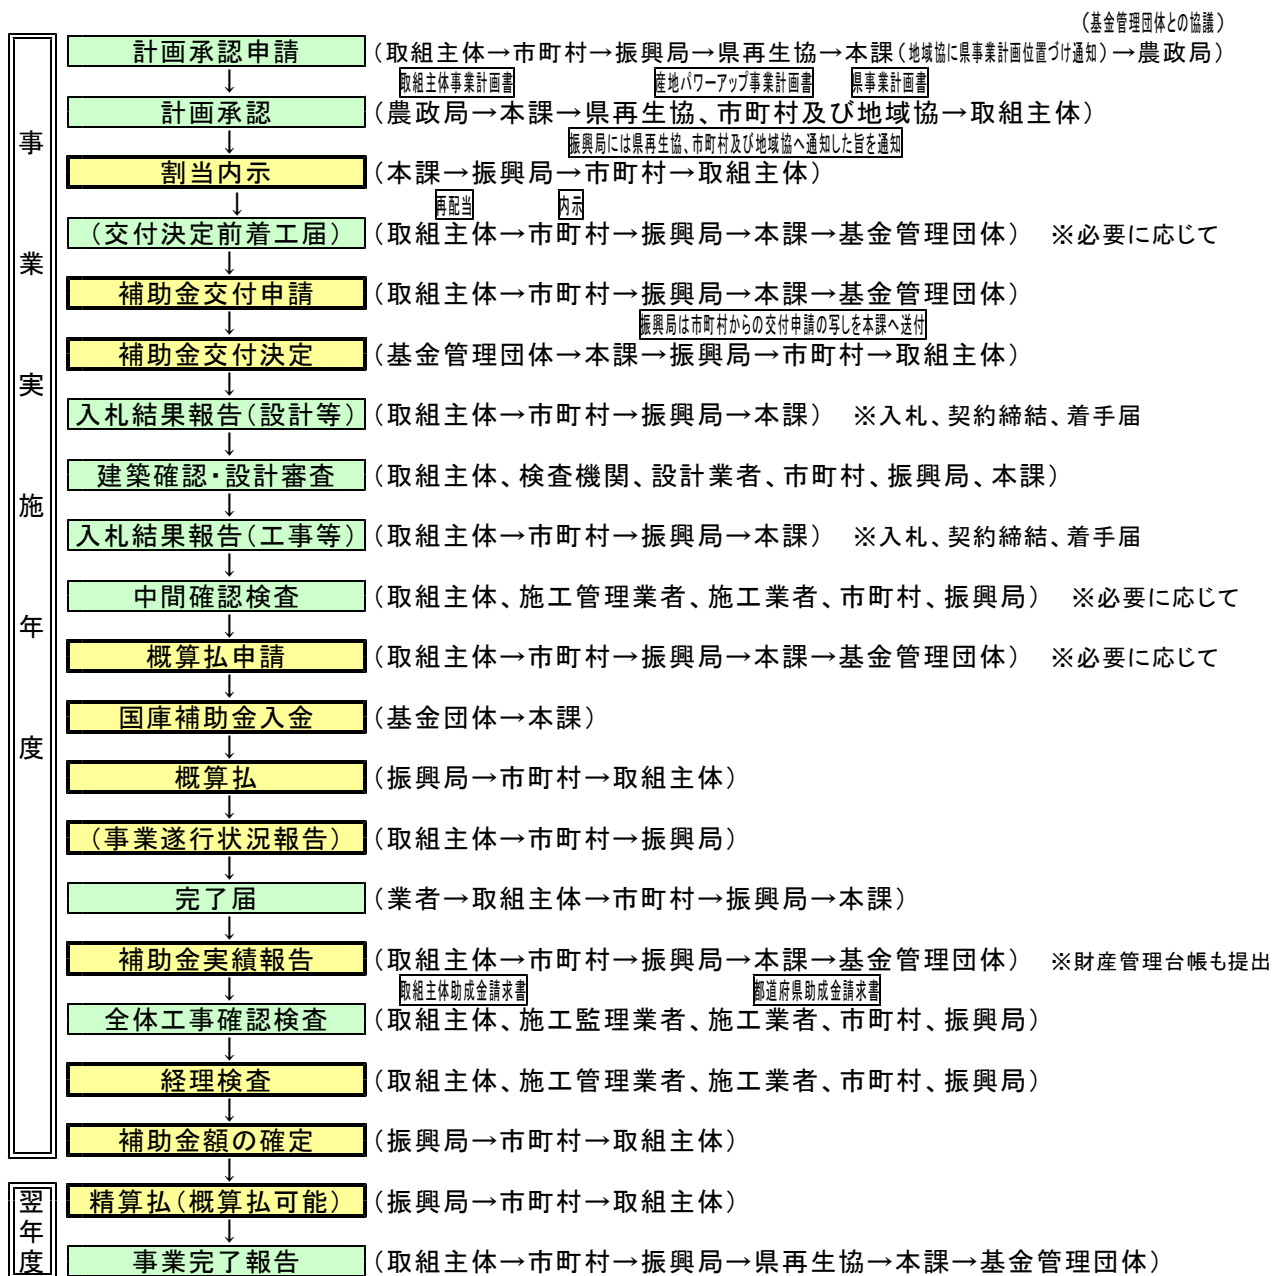 （基金管理団体との協議）
計画承認申請 （取組主体→市町村→振興局→県再生協→本課（地域協に県事業計画位置づけ通知）→農政局）
↓ 取組主体事業計画書 産地パワーアップ事業計画書 県事業計画書
計画承認 （農政局→本課→県再生協、市町村及び地域協→取組主体）
↓ 振興局には県再生協、市町村及び地域協へ通知した旨を通知
割当内示 （本課→振興局→市町村→取組主体）
↓ 再配当 内示
（交付決定前着工届） （取組主体→市町村→振興局→本課→基金管理団体） ※必要に応じて
↓
補助金交付申請 （取組主体→市町村→振興局→本課→基金管理団体）
↓ 振興局は市町村からの交付申請の写しを本課へ送付
補助金交付決定 （基金管理団体→本課→振興局→市町村→取組主体）
↓
入札結果報告（設計等） （取組主体→市町村→振興局→本課） ※入札、契約締結、着手届
↓
建築確認・設計審査 （取組主体、検査機関、設計業者、市町村、振興局、本課）
↓
入札結果報告（工事等） （取組主体→市町村→振興局→本課） ※入札、契約締結、着手届
↓
中間確認検査 （取組主体、施工管理業者、施工業者、市町村、振興局） ※必要に応じて
↓
概算払申請 （取組主体→市町村→振興局→本課→基金管理団体） ※必要に応じて
↓
国庫補助金入金 （基金団体→本課）
↓
概算払 （振興局→市町村→取組主体）
↓
（事業遂行状況報告） （取組主体→市町村→振興局）
↓
完了届 （業者→取組主体→市町村→振興局→本課）
↓
補助金実績報告 （取組主体→市町村→振興局→本課→基金管理団体） ※財産管理台帳も提出
↓ 取組主体助成金請求書 都道府県助成金請求書
全体工事確認検査 （取組主体、施工監理業者、施工業者、市町村、振興局）
↓
経理検査 （取組主体、施工管理業者、施工業者、市町村、振興局）
↓
補助金額の確定 （振興局→市町村→取組主体）
↓
精算払（概算払可能） （振興局→市町村→取組主体）
↓
事業完了報告 （取組主体→市町村→振興局→県再生協→本課→基金管理団体）
事業実施年度
翌年度